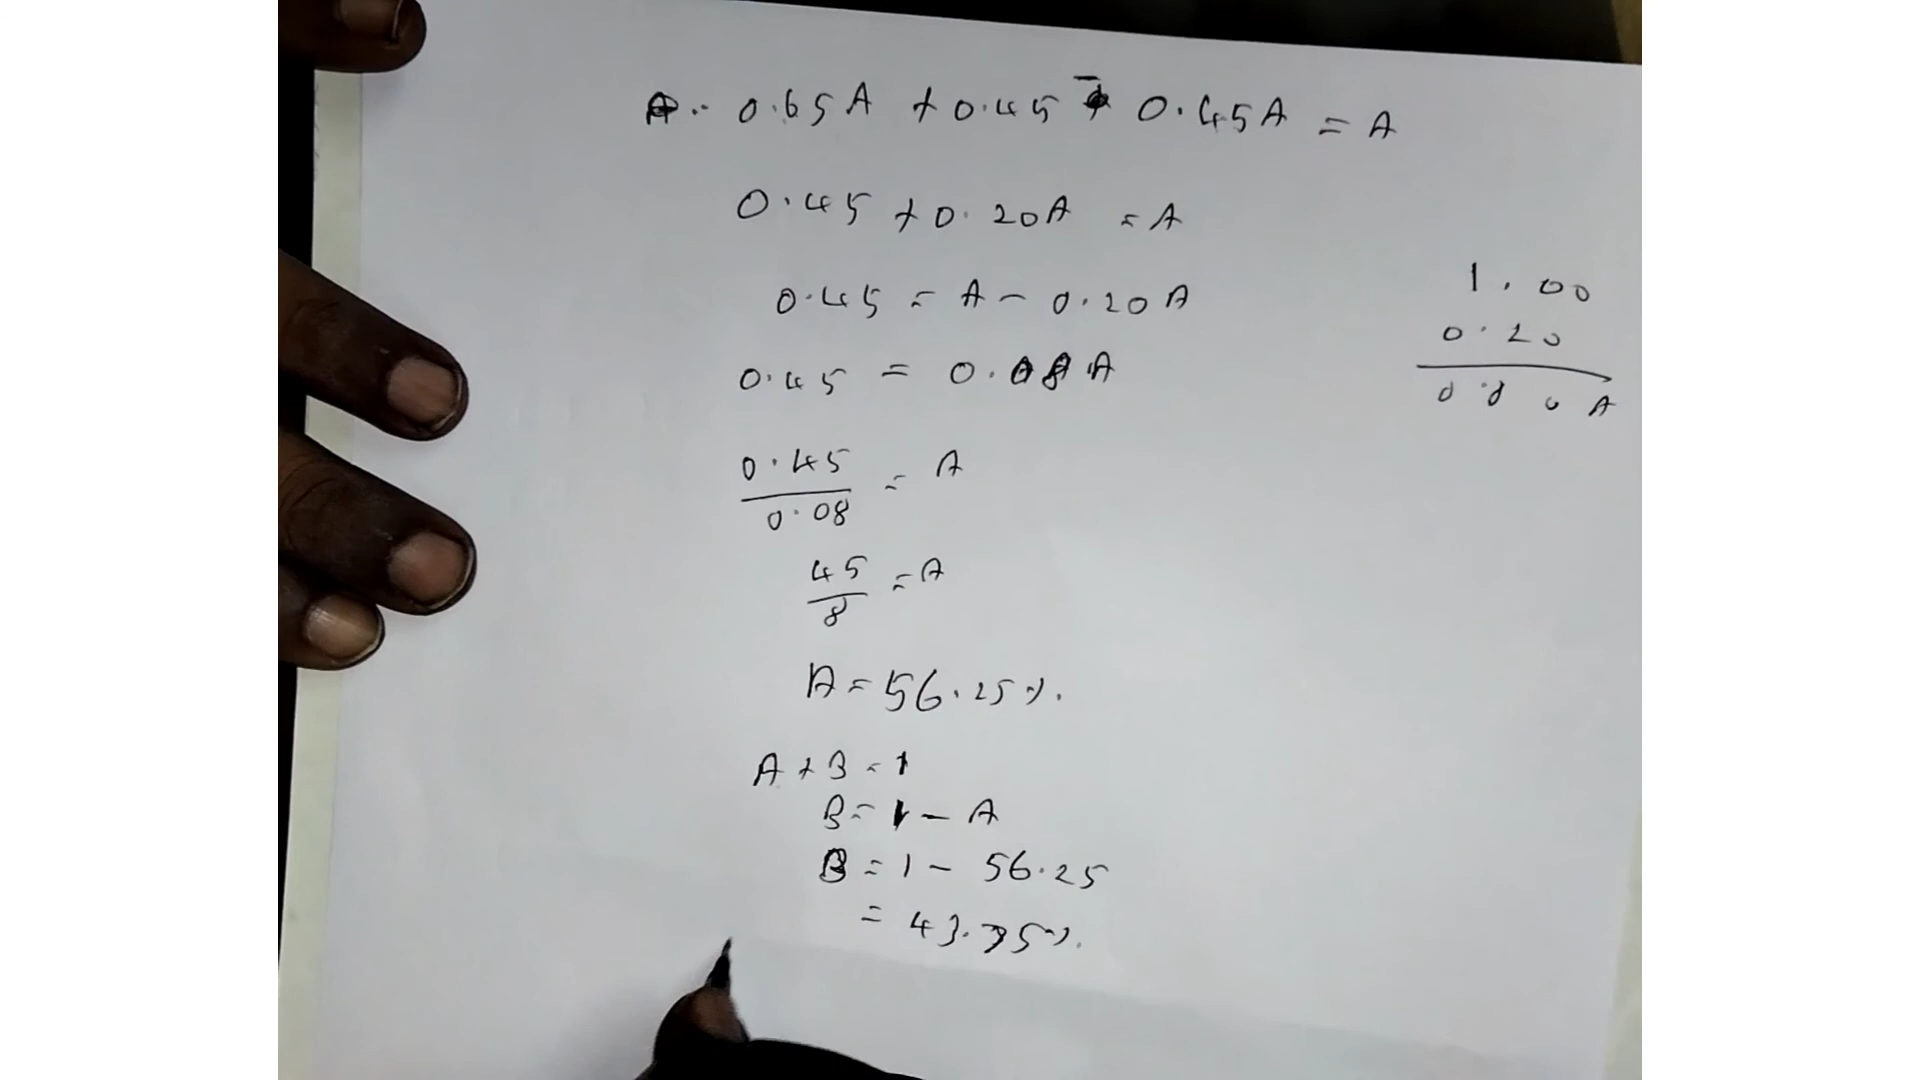 0.65A + 0.45 - 0.45A = A
0.45 + 0.20A = A
0.45 = A - 0.20A
0.45 = 0.08A
0.45
0.08
= A
45
8
= A
A = 56.25%.
A + B = 1
B = 1 - A
B = 1 - 56.25
= 43.75%.
1.00
0.20
0.80A